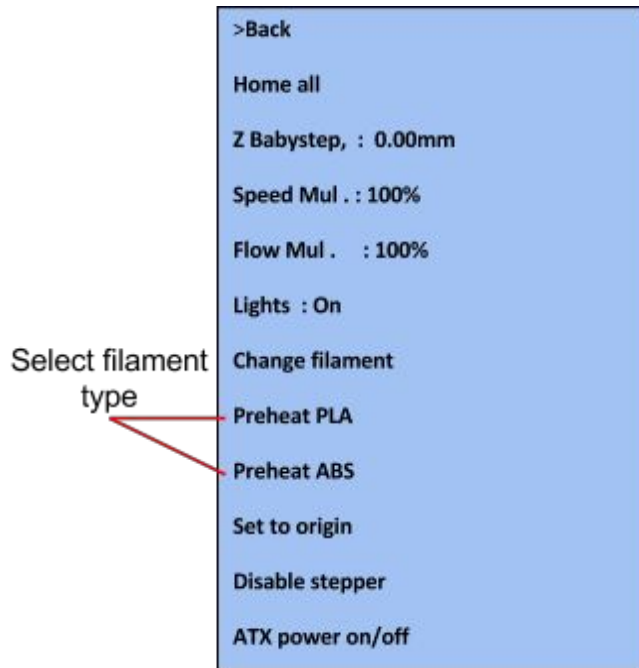 >Back
Home all
Z Babystep, : 0.00mm
Speed Mul . : 100%
Flow Mul . : 100%
Lights : On
Select filament
type
Change filament
Preheat PLA
Preheat ABS
Set to origin
Disable stepper
ATX power on/off